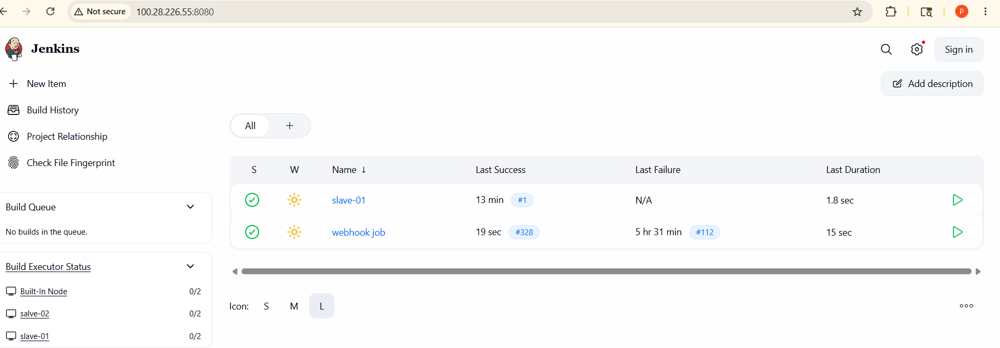 Not secure 100.28.226.55:8080
P
Jenkins
Sign in
New Item
Add description
Build History
All
Project Relationship
Check File Fingerprint
S W Name ↓ Last Success Last Failure Last Duration
slave-01 13 min #1 N/A 1.8 sec
webhook job 19 sec #328 5 hr 31 min #112 15 sec
Build Queue
No builds in the queue.
Build Executor Status
Built-In Node 0/2
salve-02 0/2
slave-01 0/2
Icon: S M L